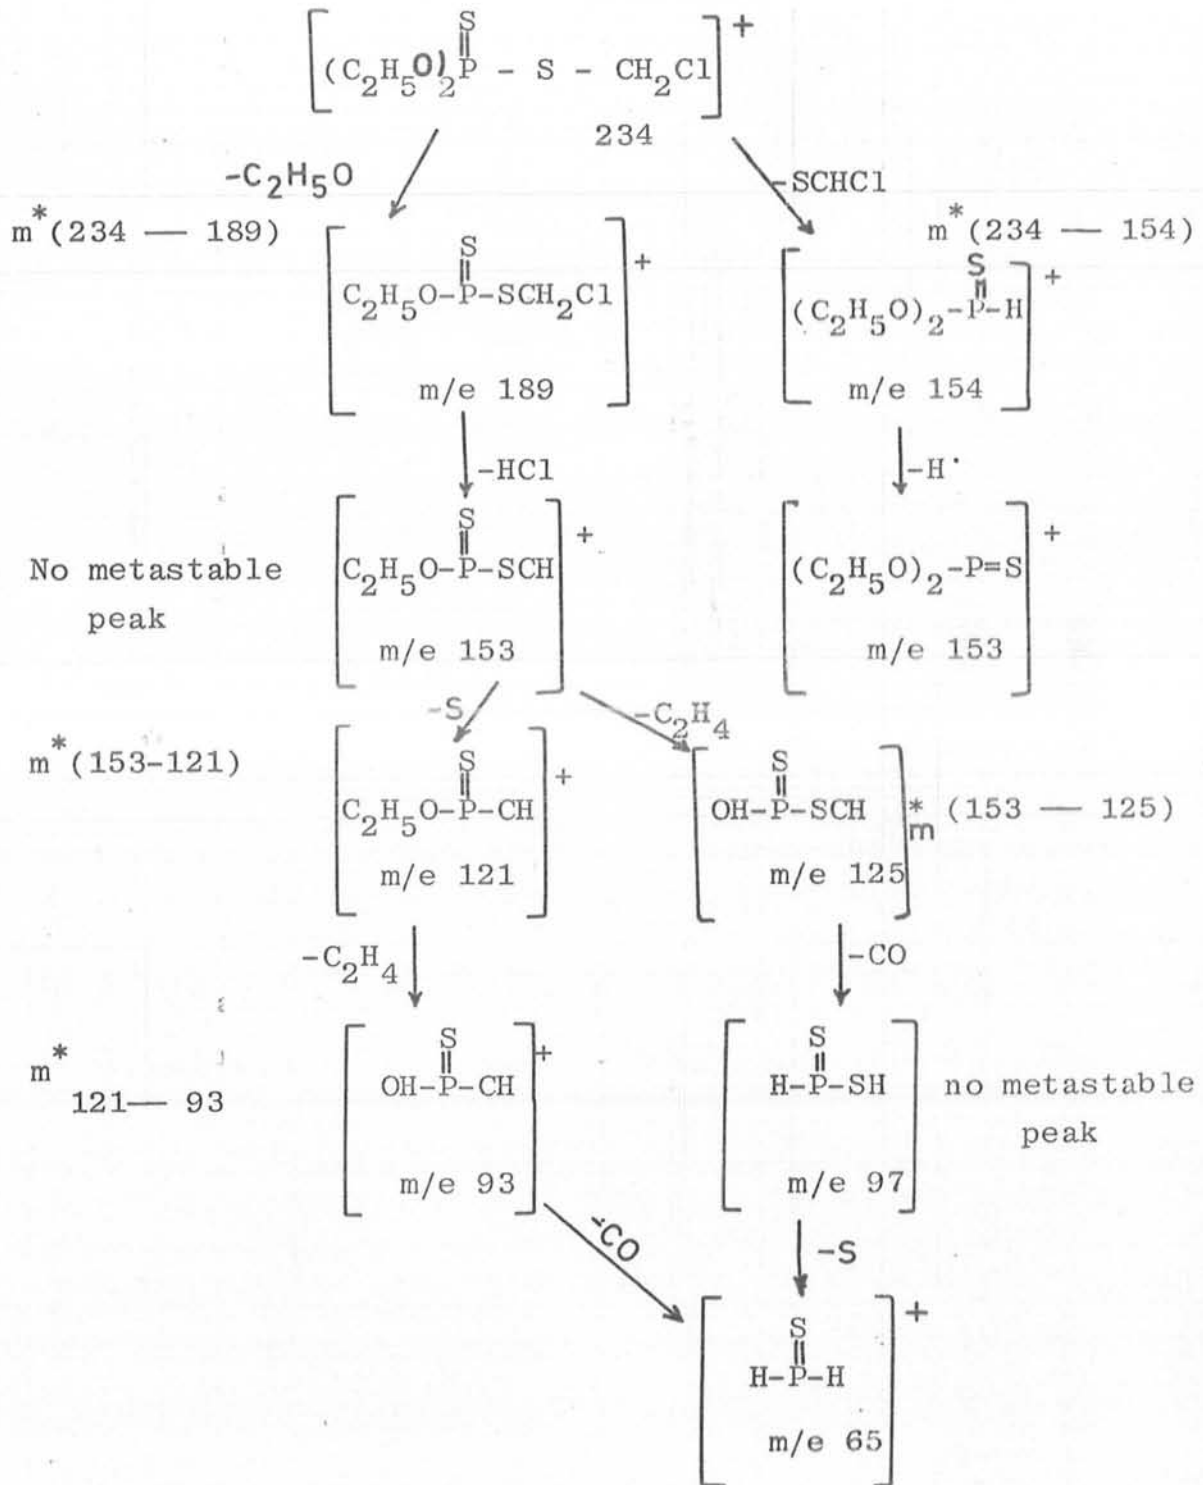 S
[(C₂H₅O)₂P - S - CH₂Cl]⁺
234
-C₂H₅O
-SCHCl
m*(234 — 189)
m*(234 — 154)
S
C₂H₅O-P-SCH₂Cl +
m/e 189
S
(C₂H₅O)₂-P-H +
m/e 154
-HCl
-H·
No metastable
peak
S
C₂H₅O-P-SCH +
m/e 153
(C₂H₅O)₂-P=S +
m/e 153
-S
-C₂H₄
m*(153-121)
S
C₂H₅O-P-CH +
m/e 121
S
OH-P-SCH
m/e 125
m* (153 — 125)
-C₂H₄
-CO
m*
121— 93
S
OH-P-CH +
m/e 93
S
H-P-SH
m/e 97
no metastable
peak
-CO
-S
S
H-P-H +
m/e 65